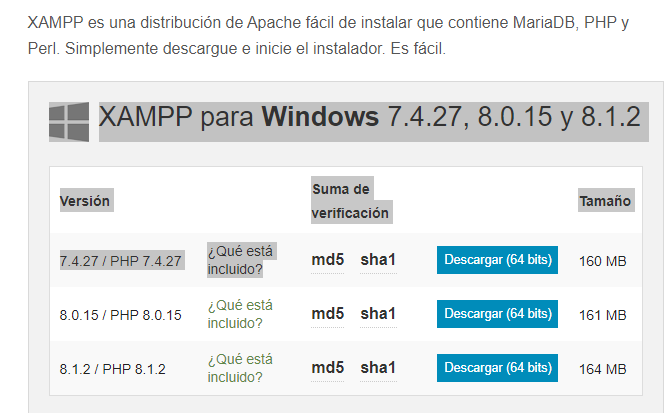 XAMPP es una distribución de Apache fácil de instalar que contiene MariaDB, PHP y
Perl. Simplemente descargue e inicie el instalador. Es fácil.
XAMPP para Windows 7.4.27, 8.0.15 y 8.1.2
Versión Suma de verificación Tamaño
7.4.27 / PHP 7.4.27 ¿Qué está incluido? md5 sha1 Descargar (64 bits) 160 MB
8.0.15 / PHP 8.0.15 ¿Qué está incluido? md5 sha1 Descargar (64 bits) 161 MB
8.1.2 / PHP 8.1.2 ¿Qué está incluido? md5 sha1 Descargar (64 bits) 164 MB